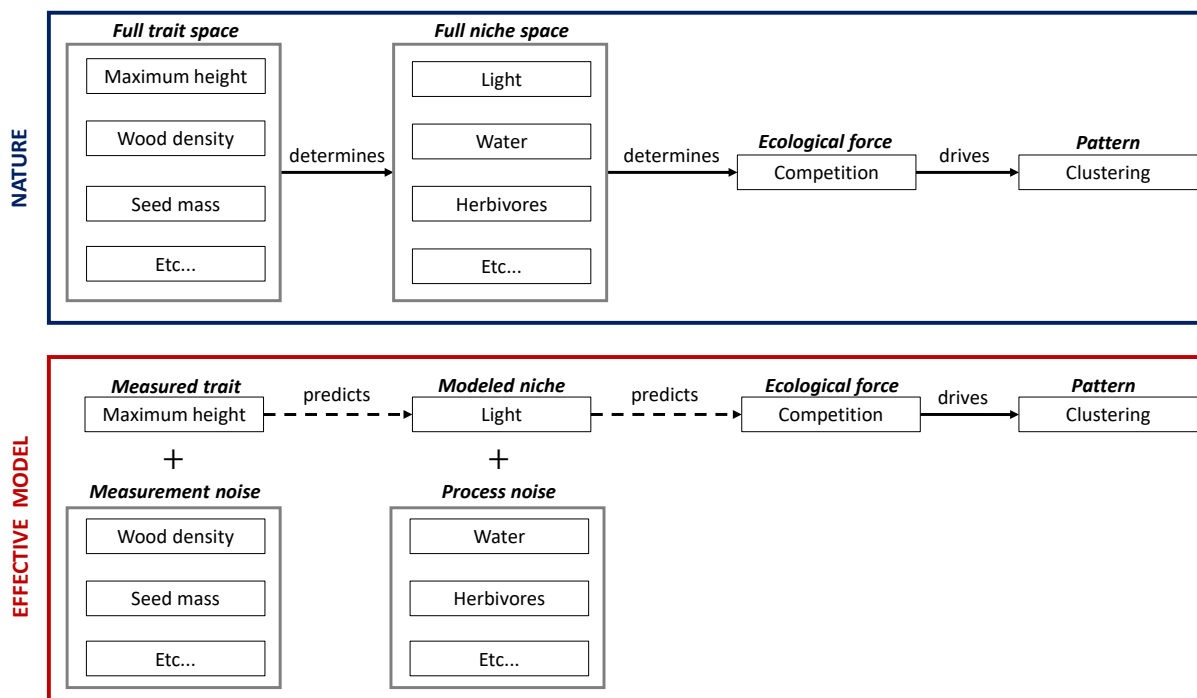 NATURE
Full trait space
Maximum height
Wood density
Seed mass
Etc...
determines
Full niche space
Light
Water
Herbivores
Etc...
determines
Ecological force
Competition
drives
Pattern
Clustering
EFFECTIVE MODEL
Measured trait
Maximum height
predicts
Modeled niche
Light
predicts
Ecological force
Competition
drives
Pattern
Clustering
+
Measurement noise
Wood density
Seed mass
Etc...
+
Process noise
Water
Herbivores
Etc...